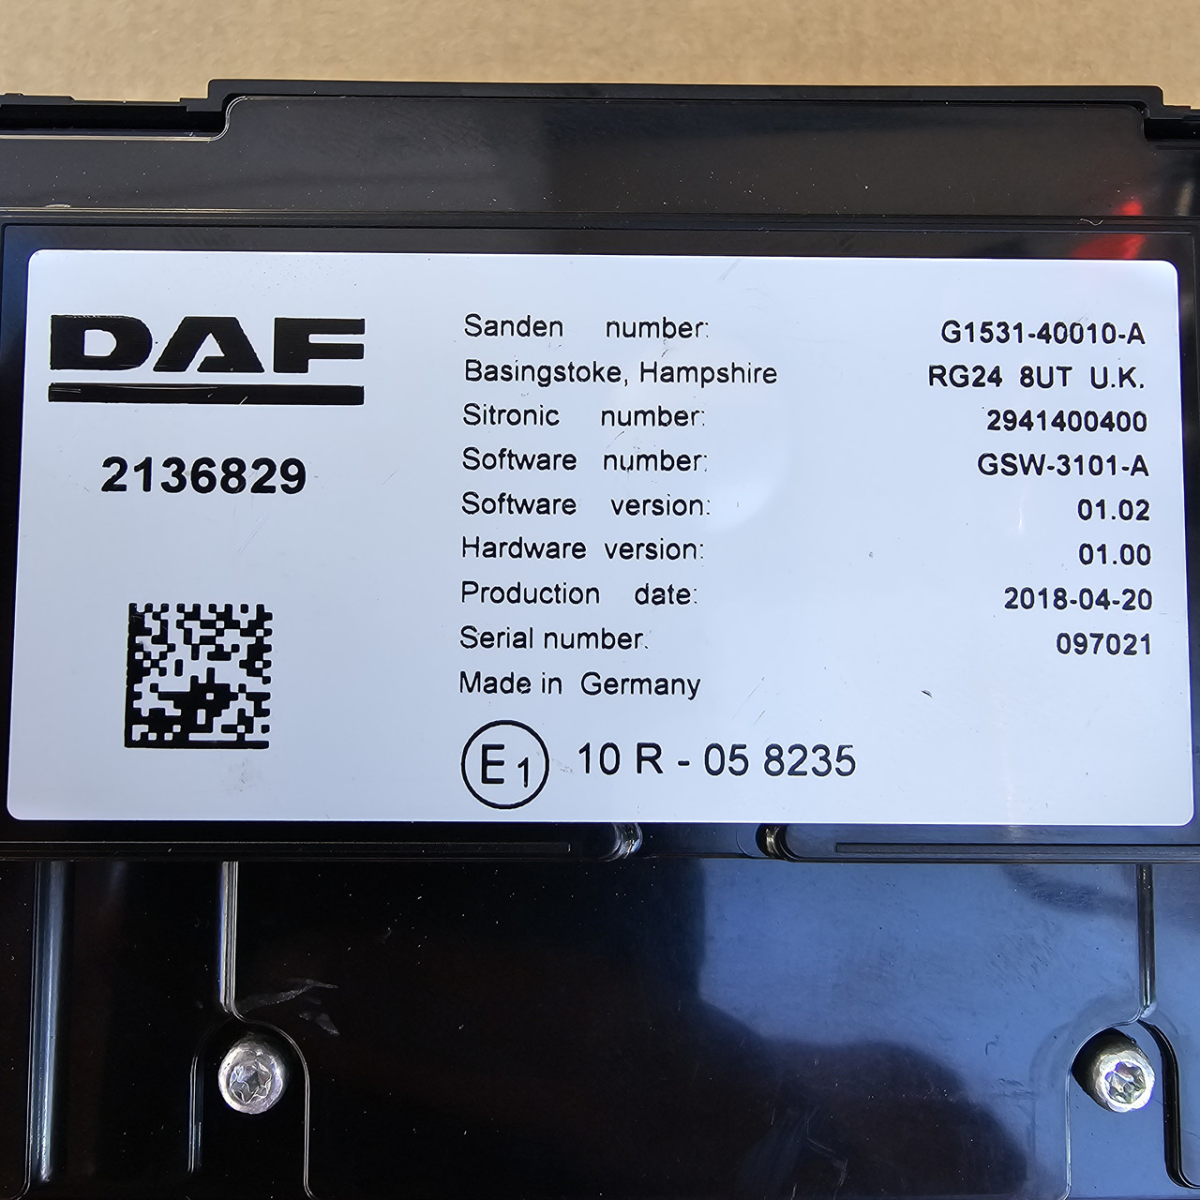 DAF
2136829
Sanden number: G1531-40010-A
Basingstoke, Hampshire RG24 8UT U.K.
Sitronic number: 2941400400
Software number: GSW-3101-A
Software version: 01.02
Hardware version: 01.00
Production date: 2018-04-20
Serial number: 097021
Made in Germany
E1 10 R - 05 8235